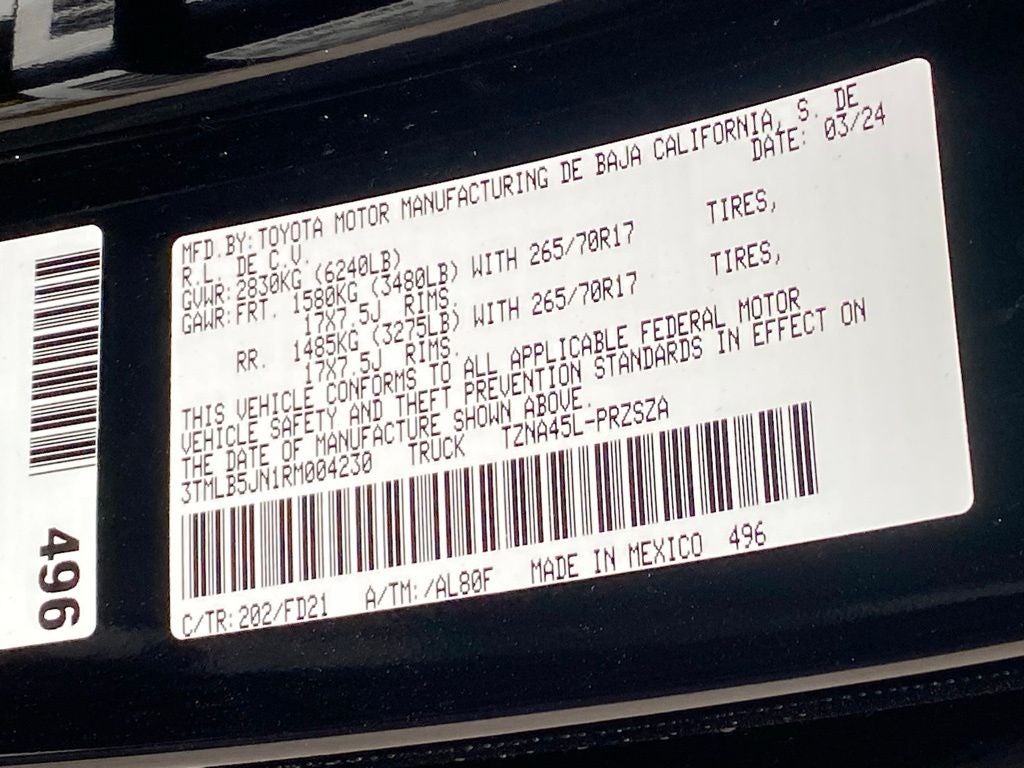 MFD.BY:TOYOTA MOTOR MANUFACTURING DE BAJA CALIFORNIA, S. DE
R.L. DE C.V. DATE: 03/24
GVWR:2830KG (6240LB)
GAWR:FRT. 1580KG (3480LB) WITH 265/70R17 TIRES,
17X7.5J RIMS.
RR. 1485KG (3275LB) WITH 265/70R17 TIRES,
17X7.5J RIMS.
THIS VEHICLE CONFORMS TO ALL APPLICABLE FEDERAL MOTOR
VEHICLE SAFETY AND THEFT PREVENTION STANDARDS IN EFFECT ON
THE DATE OF MANUFACTURE SHOWN ABOVE.
3TMLB5JN1RM004230 TRUCK TZNA45L-PRZSZA
C/TR:202/FD21 A/TM:/AL80F MADE IN MEXICO 496
496